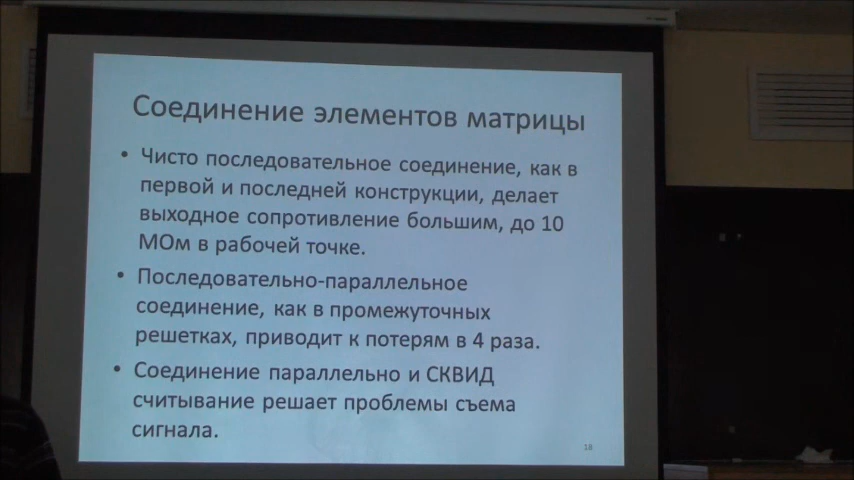 Соединение элементов матрицы
• Чисто последовательное соединение, как в
первой и последней конструкции, делает
выходное сопротивление большим, до 10
МОм в рабочей точке.
• Последовательно-параллельное
соединение, как в промежуточных
решетках, приводит к потерям в 4 раза.
• Соединение параллельно и СКВИД
считывание решает проблемы съема
сигнала.
18